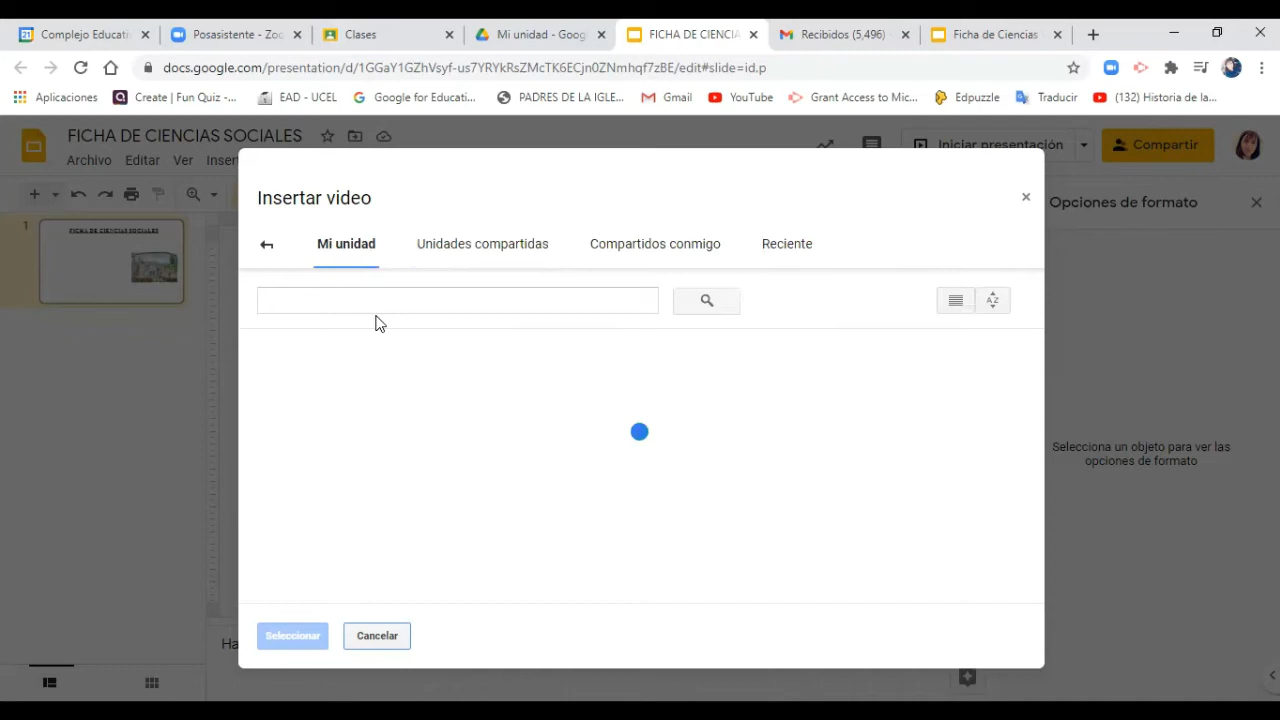 Complejo Educati
Posasistente - Zoo
Clases
Mi unidad - Goog
FICHA DE CIENCIA
Recibidos (5,496)
Ficha de Ciencias
docs.google.com/presentation/d/1GGaY1GZhVsyf-us7YRYkRsZMcTK6ECjn0ZNmhqf7zBE/edit#slide=id.p
Aplicaciones
Create | Fun Quiz -...
EAD - UCEL
Google for Educati...
PADRES DE LA IGLE...
Gmail
YouTube
Grant Access to Mic...
Edpuzzle
Traducir
(132) Historia de la...
FICHA DE CIENCIAS SOCIALES
Archivo Editar Ver Insert
Iniciar presentación
Compartir
Insertar video
Opciones de formato
1
FICHA DE CIENCIAS SOCIALES
Mi unidad
Unidades compartidas
Compartidos conmigo
Reciente
AZ
Selecciona un objeto para ver las
opciones de formato
Seleccionar
Cancelar
Ha